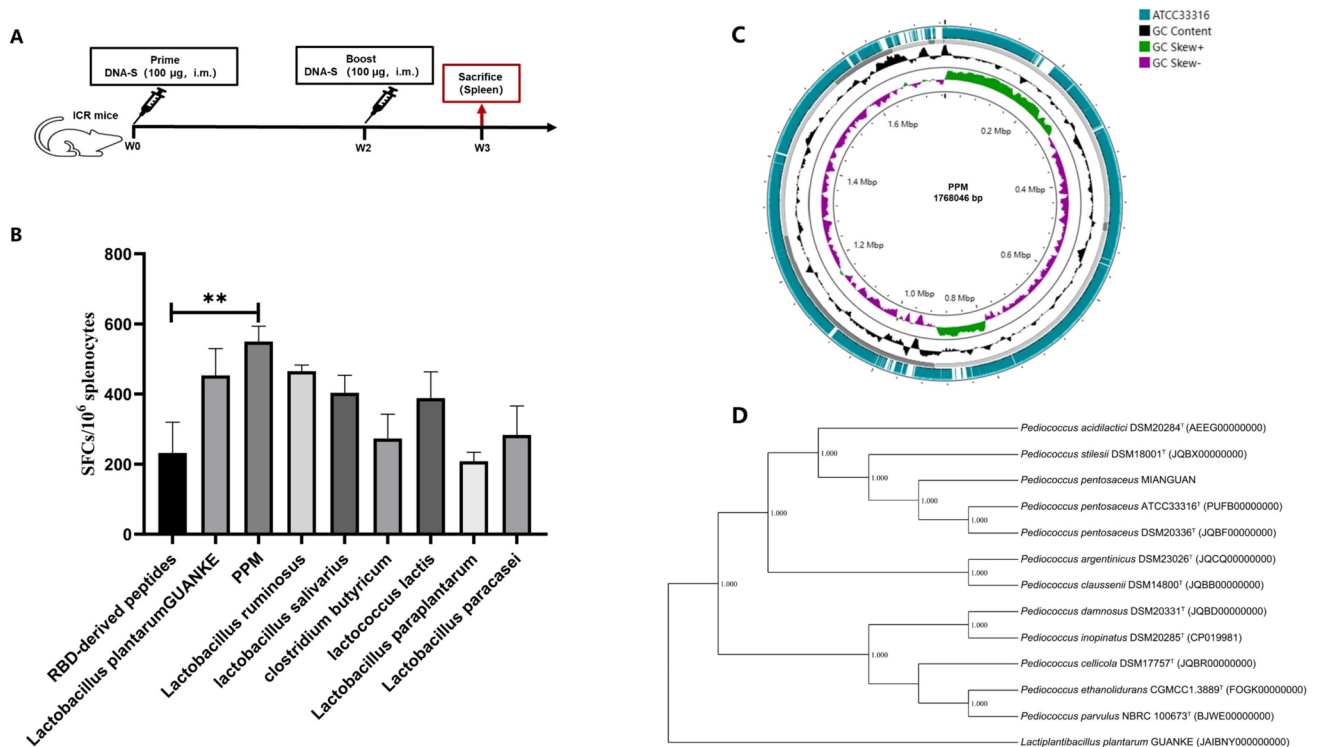 A
Prime
DNA-S (100 μg, i.m.)
Boost
DNA-S (100 μg, i.m.)
Sacrifice
(Spleen)
ICR mice
W0
W2
W3
B
SFCs/10⁶ splenocytes
800
600
400
200
0
**
RBD-derived peptides
Lactobacillus plantarumGUANKE
PPM
Lactobacillus ruminosus
lactobacillus salivarius
clostridium butyricum
lactococcus lactis
Lactobacillus paraplantarum
Lactobacillus paracasei
C
ATCC33316
GC Content
GC Skew+
GC Skew-
0.2 Mbp
0.4 Mbp
0.6 Mbp
0.8 Mbp
1.0 Mbp
1.2 Mbp
1.4 Mbp
1.6 Mbp
PPM
1768046 bp
D
Pediococcus acidilactici DSM20284ᵀ (AEEG00000000)
Pediococcus stilesii DSM18001ᵀ (JQBX00000000)
Pediococcus pentosaceus MIANGUAN
Pediococcus pentosaceus ATCC33316ᵀ (PUFB00000000)
Pediococcus pentosaceus DSM20336ᵀ (JQBF00000000)
Pediococcus argentinicus DSM23026ᵀ (JQCQ00000000)
Pediococcus claussenii DSM14800ᵀ (JQBB00000000)
Pediococcus damnosus DSM20331ᵀ (JQBD00000000)
Pediococcus inopinatus DSM20285ᵀ (CP019981)
Pediococcus cellicola DSM17757ᵀ (JQBR00000000)
Pediococcus ethanolidurans CGMCC1.3889ᵀ (FOGK00000000)
Pediococcus parvulus NBRC 100673ᵀ (BJWE00000000)
Lactiplantibacillus plantarum GUANKE (JAIBNY000000000)
1.000
1.000
1.000
1.000
1.000
1.000
1.000
1.000
1.000
1.000